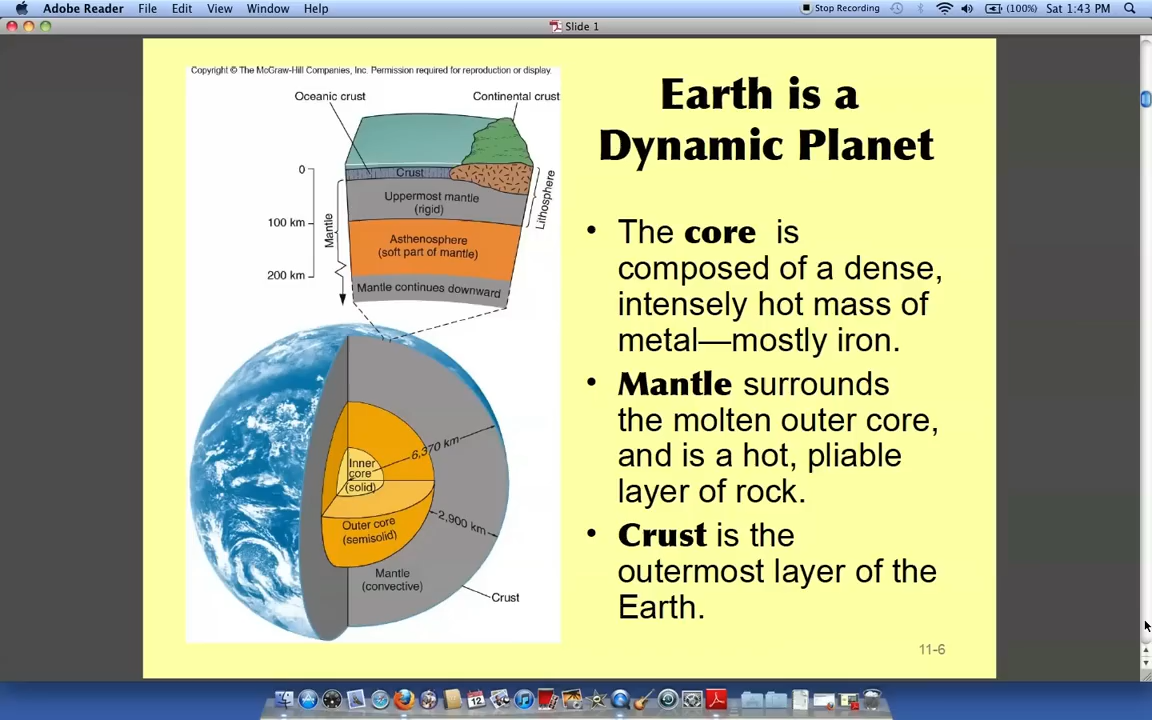 Adobe Reader File Edit View Window Help Stop Recording (100%) Sat 1:43 PM
Slide 1
Copyright © The McGraw-Hill Companies, Inc. Permission required for reproduction or display.
Oceanic crust
Continental crust
0
100 km
200 km
Mantle
Crust
Uppermost mantle
(rigid)
Asthenosphere
(soft part of mantle)
Mantle continues downward
Lithosphere
6,370 km
Inner
core
(solid)
Outer core
(semisolid)
2,900 km
Mantle
(convective)
Crust
Earth is a
Dynamic Planet
• The core is
composed of a dense,
intensely hot mass of
metal—mostly iron.
• Mantle surrounds
the molten outer core,
and is a hot, pliable
layer of rock.
• Crust is the
outermost layer of the
Earth.
11-6
12